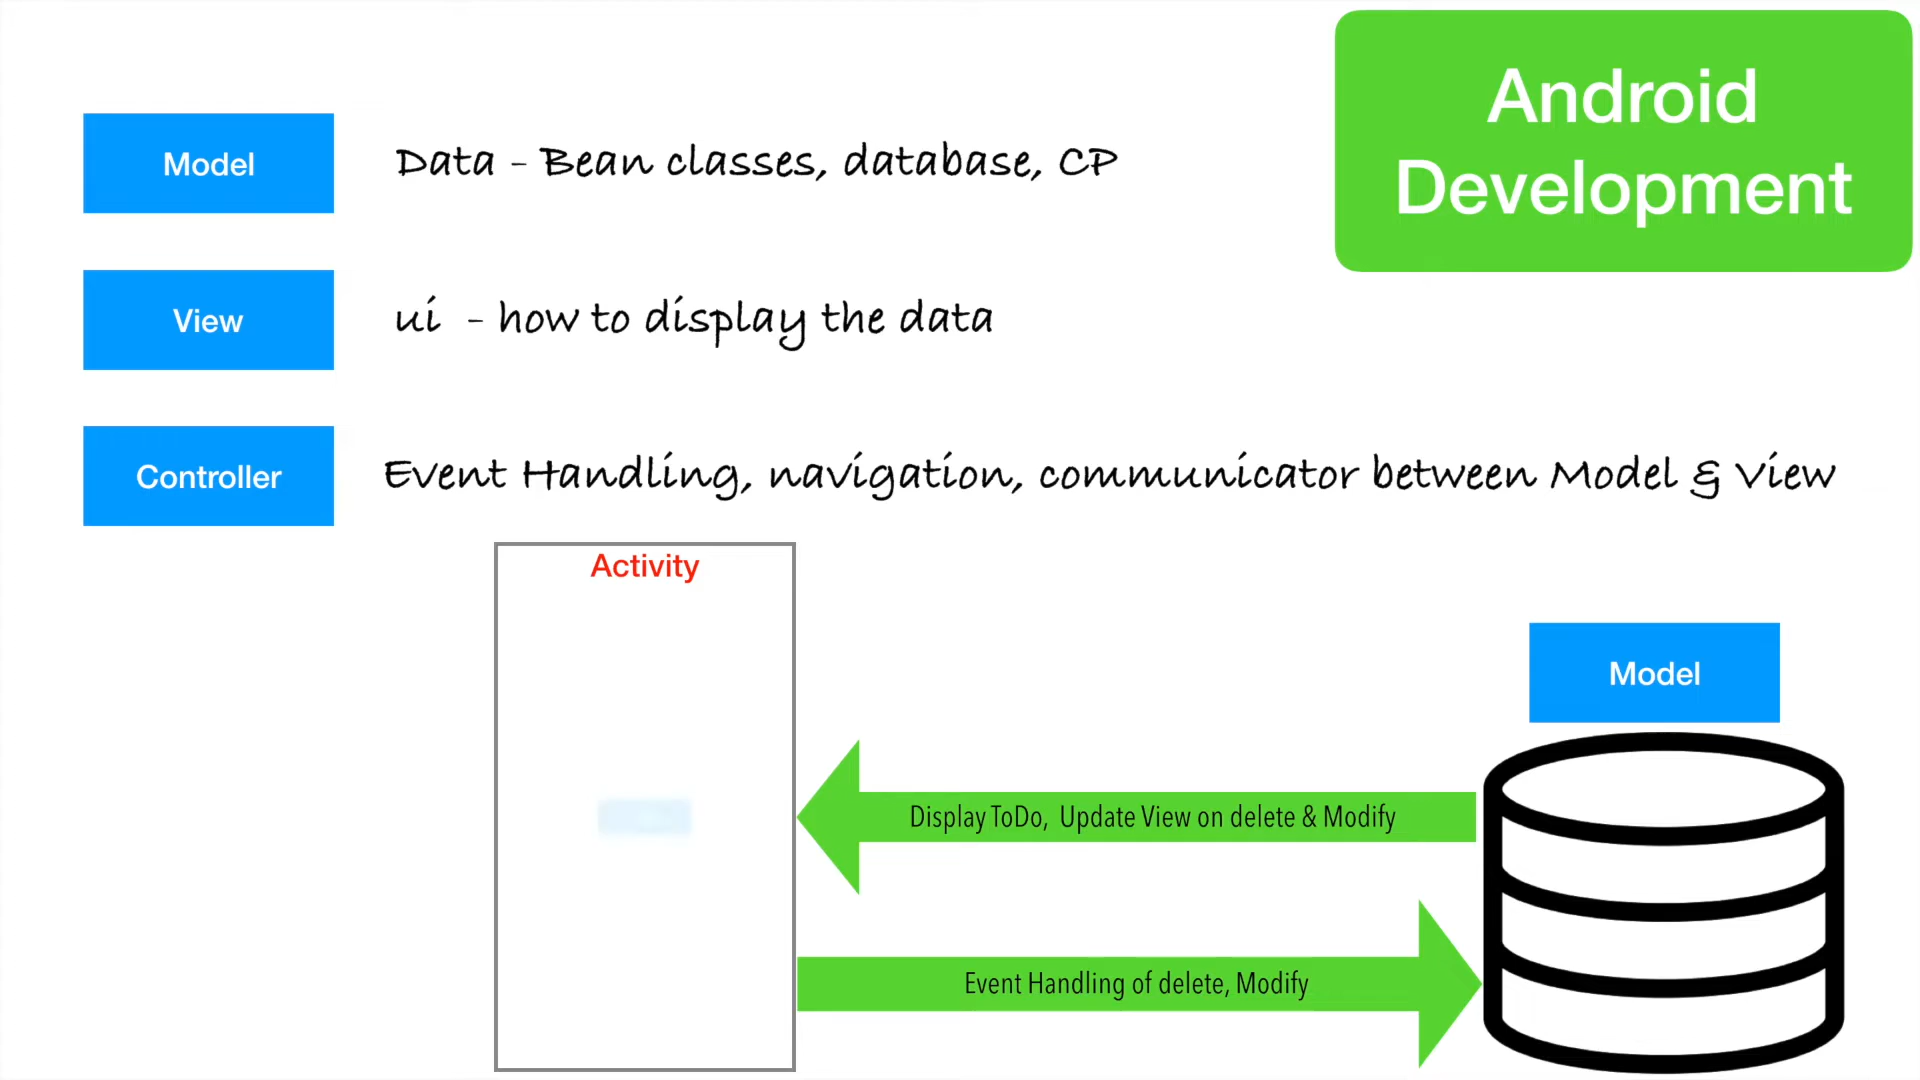 Android
Development
Model
Data - Bean classes, database, CP
View
ui - how to display the data
Controller
Event Handling, navigation, communicator between Model & View
Activity
Model
Display ToDo, Update View on delete & Modify
Event Handling of delete, Modify